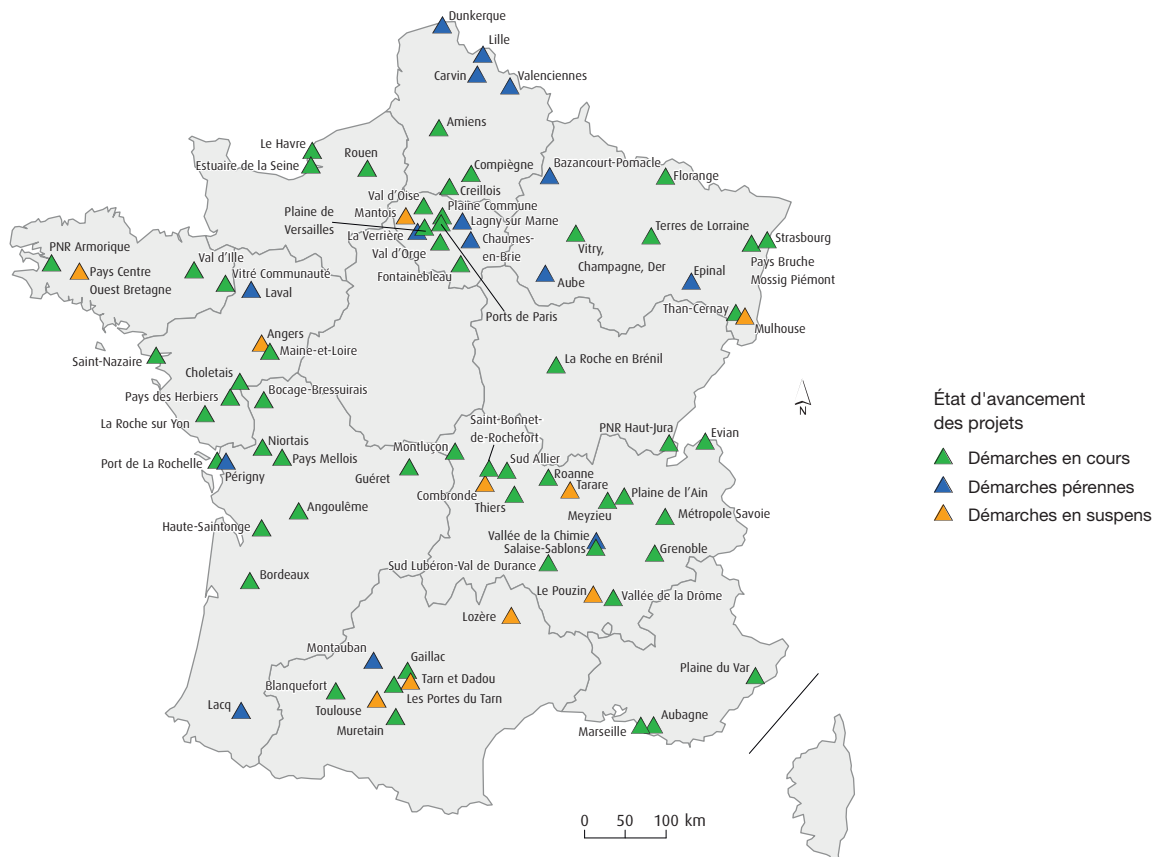 Dunkerque
Lille
Carvin
Valenciennes
Amiens
Le Havre
Estuaire de la Seine
Rouen
Compiègne
Creillois
Bazancourt-Pomacle
Florange
Val d'Oise
Mantois
Plaine Commune
Plaine de
Versailles
Lagny sur Marne
La Verrière
Chaumes-
en-Brie
Val d'Orge
Fontainebleau
Ports de Paris
Terres de Lorraine
Strasbourg
Vitry,
Champagne, Der
Pays Bruche
Mossig Piémont
Aube
Epinal
Than-Cernay
Mulhouse
PNR Armorique
Pays Centre
Ouest Bretagne
Val d'Ille
Vitré Communauté
Laval
Angers
Maine-et-Loire
Saint-Nazaire
Choletais
Pays des Herbiers
Bocage-Bressuirais
La Roche sur Yon
La Roche en Brénil
N
État d'avancement
des projets
Démarches en cours
Démarches pérennes
Démarches en suspens
Niortais
Pays Mellois
Port de La Rochelle
Périgny
Saint-Bonnet-
de-Rochefort
Montluçon
Sud Allier
Guéret
Combronde
Thiers
Roanne
Tarare
PNR Haut-Jura
Evian
Plaine de l'Ain
Meyzieu
Métropole Savoie
Angoulême
Haute-Saintonge
Vallée de la Chimie
Salaise-Sablons
Grenoble
Sud Lubéron-Val de Durance
Bordeaux
Le Pouzin
Vallée de la Drôme
Lozère
Montauban
Gaillac
Tarn et Dadou
Blanquefort
Les Portes du Tarn
Toulouse
Muretain
Lacq
Plaine du Var
Aubagne
Marseille
0 50 100 km